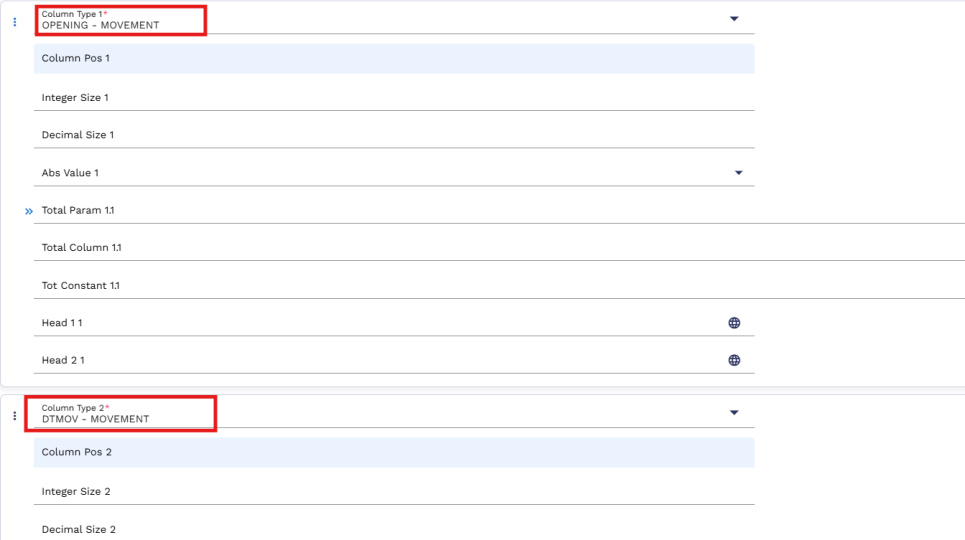 Column Type 1*
OPENING - MOVEMENT
Column Pos 1
Integer Size 1
Decimal Size 1
Abs Value 1
Total Param 1.1
Total Column 1.1
Tot Constant 1.1
Head 1 1
Head 2 1
Column Type 2*
DTMOV - MOVEMENT
Column Pos 2
Integer Size 2
Decimal Size 2